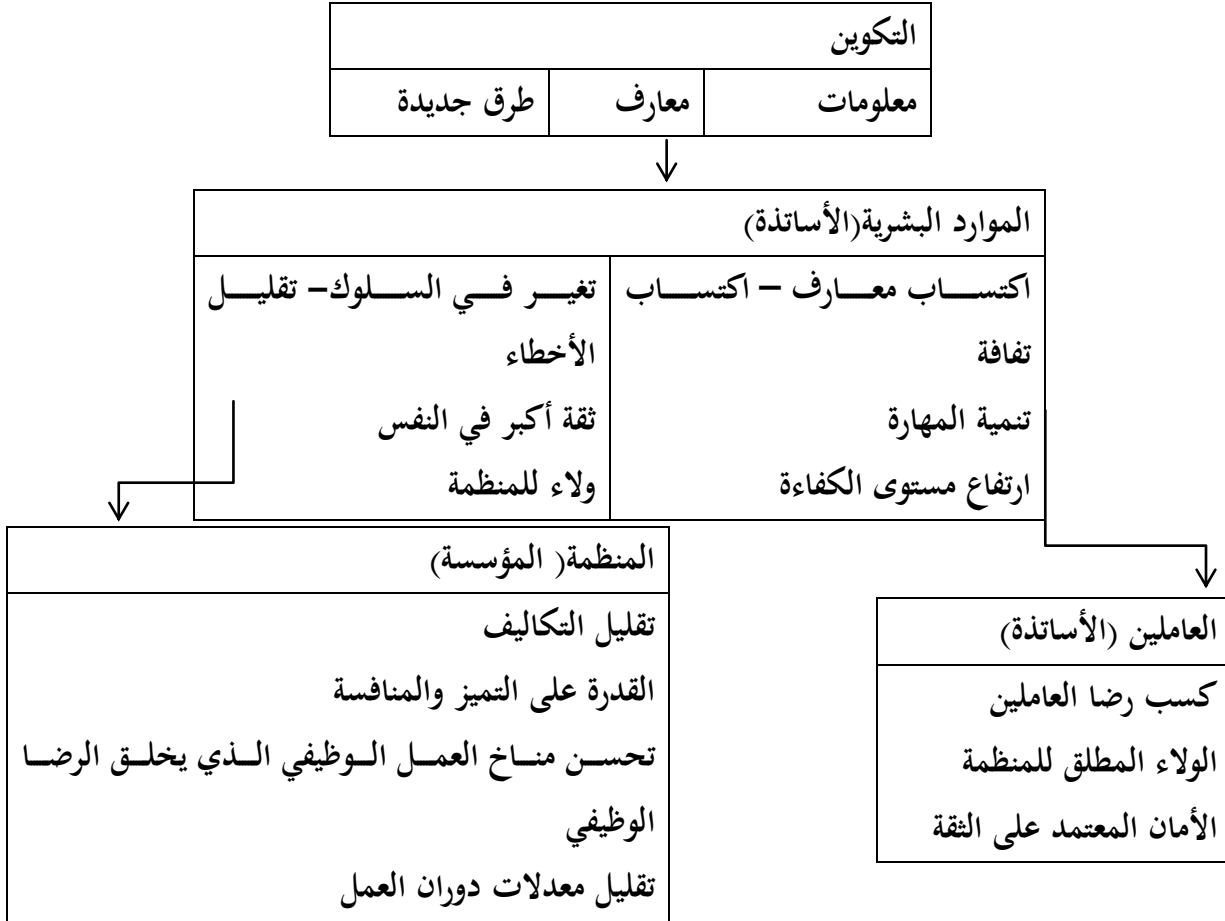 التكوين
معلومات معارف طرق جديدة
الموارد البشرية(الأساتذة)
اكتساب معارف – اكتساب
تفافة
تنمية المهارة
ارتفاع مستوى الكفاءة
تغير في السلوك– تقليل
الأخطاء
ثقة أكبر في النفس
ولاء للمنظمة
المنظمة( المؤسسة)
تقليل التكاليف
القدرة على التميز والمنافسة
تحسن مناخ العمل الوظيفي الذي يخلق الرضا
الوظيفي
تقليل معدلات دوران العمل
العاملين (الأساتذة)
كسب رضا العاملين
الولاء المطلق للمنظمة
الأمان المعتمد على الثقة